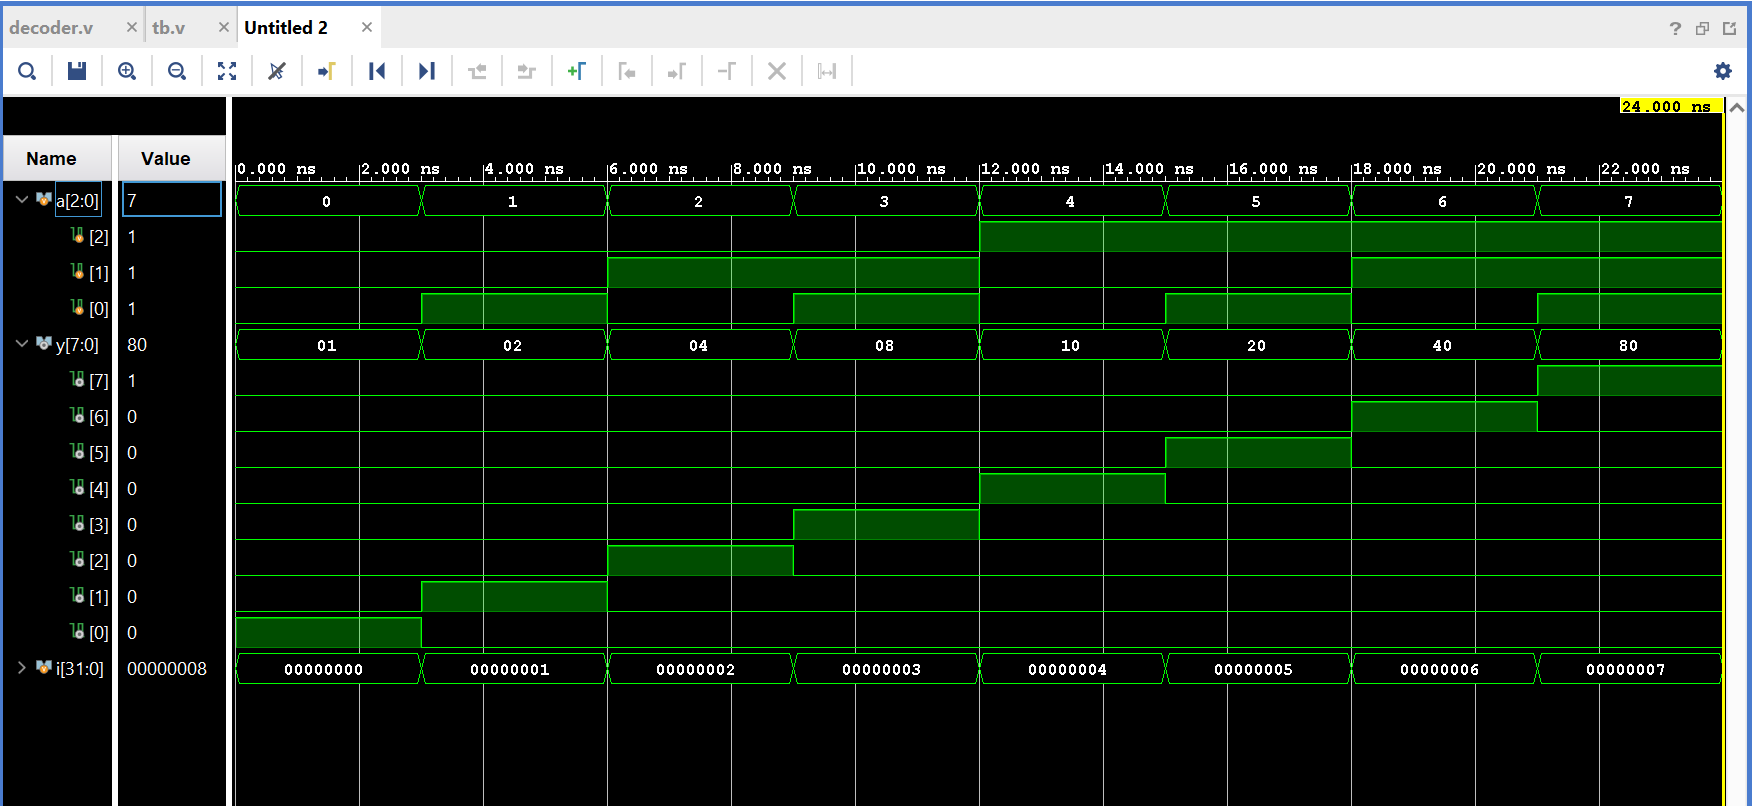 decoder.v × tb.v × Untitled 2 ×
?
24.000 ns
Name Value
0.000 ns 2.000 ns 4.000 ns 6.000 ns 8.000 ns 10.000 ns 12.000 ns 14.000 ns 16.000 ns 18.000 ns 20.000 ns 22.000 ns
a[2:0] 7 0 1 2 3 4 5 6 7
[2] 1
[1] 1
[0] 1
y[7:0] 80 01 02 04 08 10 20 40 80
[7] 1
[6] 0
[5] 0
[4] 0
[3] 0
[2] 0
[1] 0
[0] 0
i[31:0] 00000008 00000000 00000001 00000002 00000003 00000004 00000005 00000006 00000007